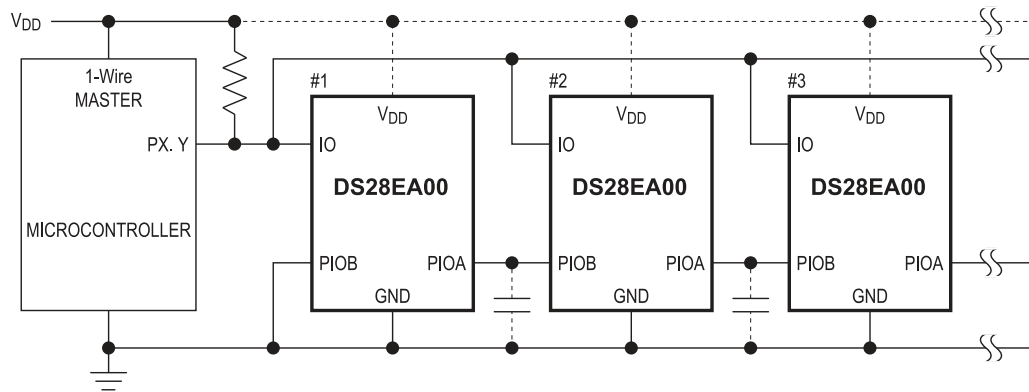 VDD
1-Wire
MASTER
PX. Y
MICROCONTROLLER
#1
VDD
IO
DS28EA00
PIOB
PIOA
GND
#2
VDD
IO
DS28EA00
PIOB
PIOA
GND
#3
VDD
IO
DS28EA00
PIOB
PIOA
GND